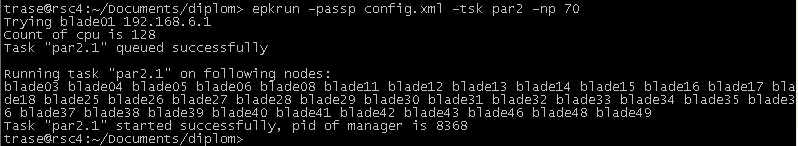 trase@rsc4:~/Documents/diplom> epkrun -passp config.xml -tsk par2 -np 70
Trying blade01 192.168.6.1
Count of cpu is 128
Task "par2.1" queued successfully

Running task "par2.1" on following nodes:
blade03 blade04 blade05 blade06 blade08 blade11 blade12 blade13 blade14 blade15 blade16 blade17 bla
de18 blade25 blade26 blade27 blade28 blade29 blade30 blade31 blade32 blade33 blade34 blade35 blade3
6 blade37 blade38 blade39 blade40 blade41 blade42 blade43 blade46 blade48 blade49
Task "par2.1" started successfully, pid of manager is 8368
trase@rsc4:~/Documents/diplom>